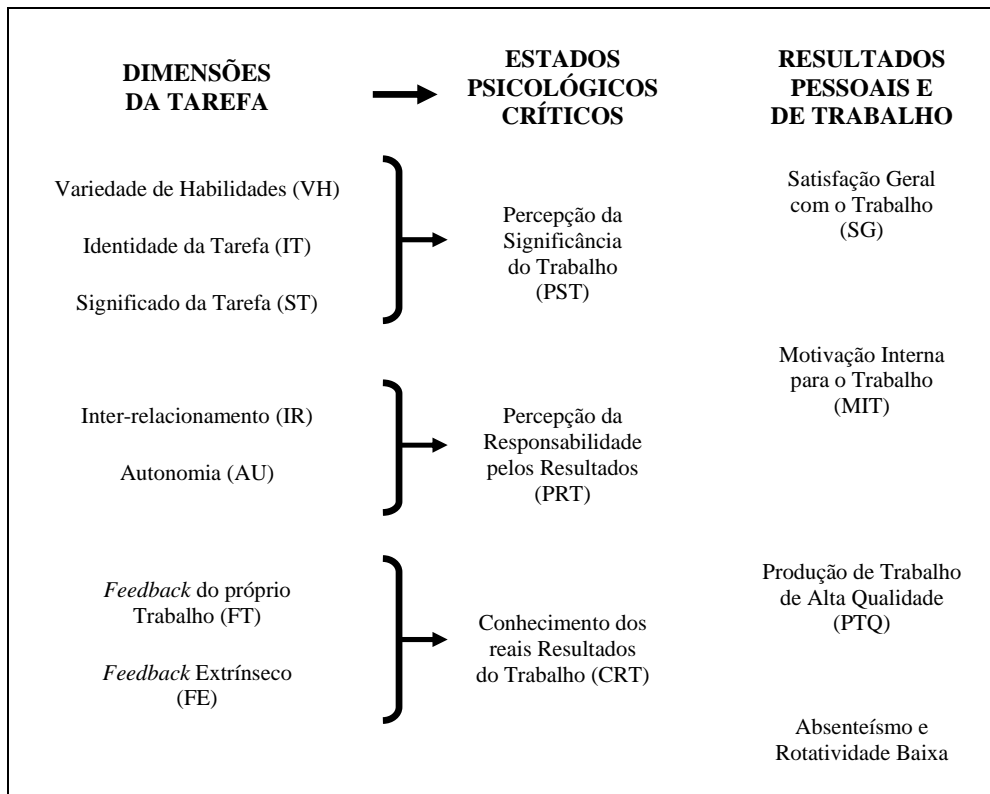 DIMENSÕES
DA TAREFA
ESTADOS
PSICOLÓGICOS
CRÍTICOS
RESULTADOS
PESSOAIS E
DE TRABALHO
Variedade de Habilidades (VH)
Identidade da Tarefa (IT)
Significado da Tarefa (ST)
Percepção da
Significância
do Trabalho
(PST)
Satisfação Geral
com o Trabalho
(SG)
Inter-relacionamento (IR)
Autonomia (AU)
Percepção da
Responsabilidade
pelos Resultados
(PRT)
Motivação Interna
para o Trabalho
(MIT)
Feedback do próprio
Trabalho (FT)
Feedback Extrínseco
(FE)
Conhecimento dos
reais Resultados
do Trabalho (CRT)
Produção de Trabalho
de Alta Qualidade
(PTQ)
Absenteísmo e
Rotatividade Baixa